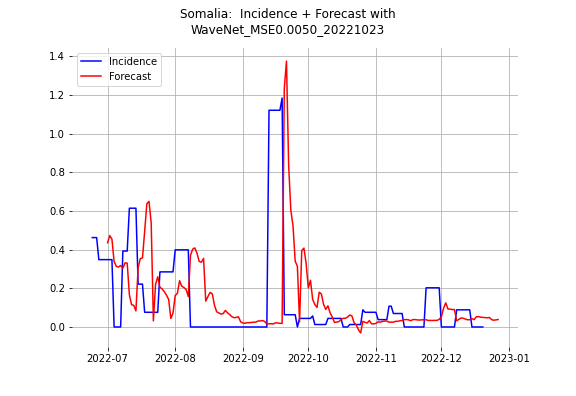 Somalia:  Incidence + Forecast with
WaveNet_MSE0.0050_20221023
Incidence
Forecast
1.4
1.2
1.0
0.8
0.6
0.4
0.2
0.0
2022-07 2022-08 2022-09 2022-10 2022-11 2022-12 2023-01